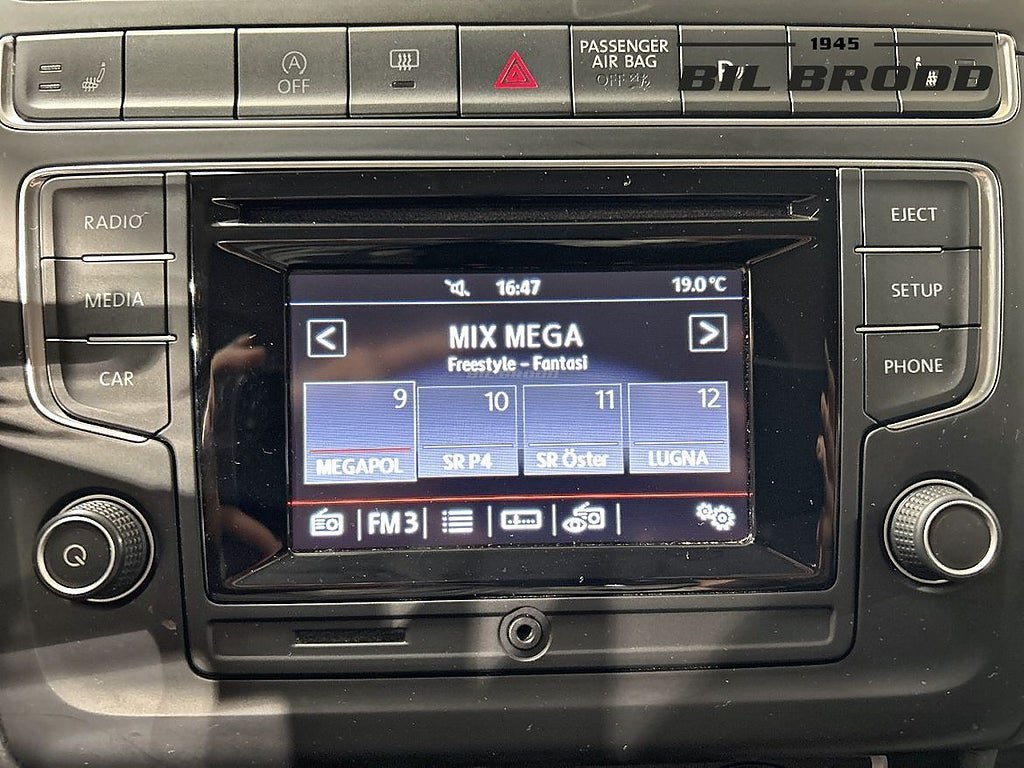 1945
BIL BRODD
A
OFF
PASSENGER
AIR BAG
OFF
P
RADIO
MEDIA
CAR
EJECT
SETUP
PHONE
16:47
19.0°C
<
MIX MEGA
>
Freestyle - Fantasi
9
10
11
12
MEGAPOL
SR P4
SR Öster
LUGNA
FM 3